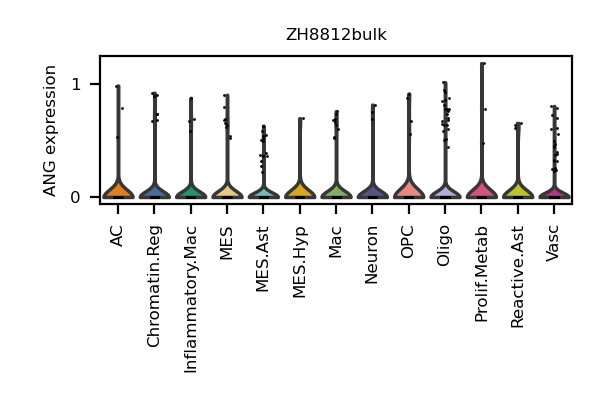 ZH8812bulk
ANG expression
1
0
AC
Chromatin.Reg
Inflammatory.Mac
MES
MES.Ast
MES.Hyp
Mac
Neuron
OPC
Oligo
Prolif.Metab
Reactive.Ast
Vasc